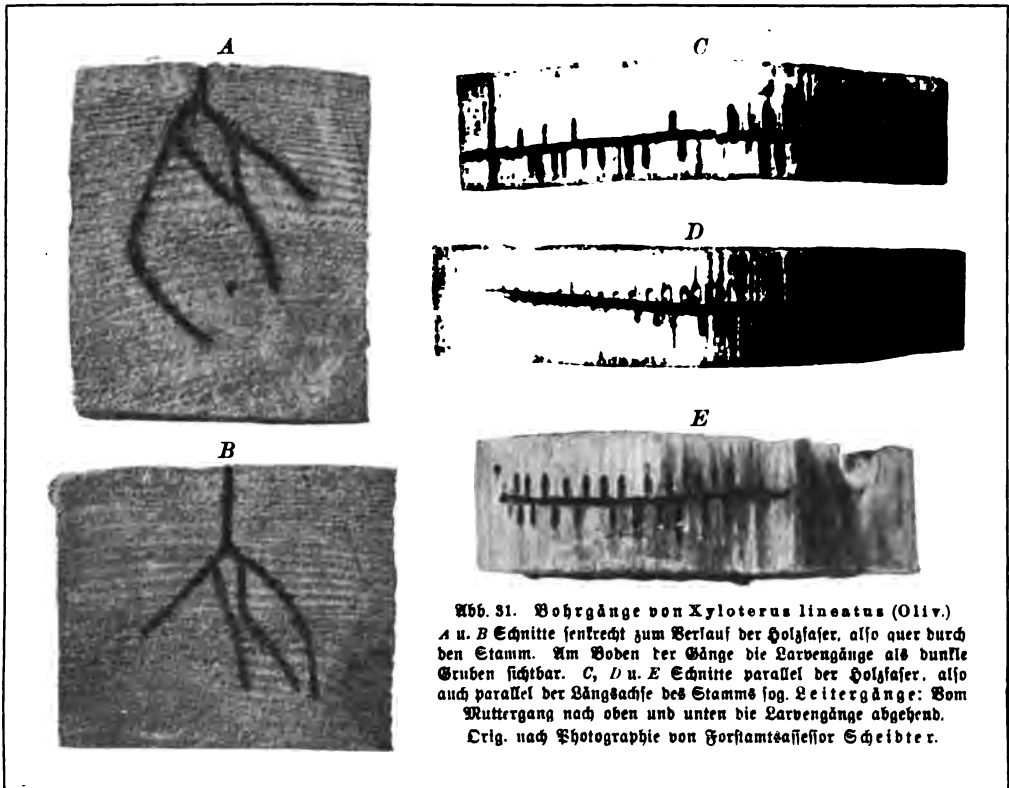 A
C
D
B
E
Abb. 31. Bohrgänge von Xyloterus lineatus (Oliv.)
A u. B Schnitte senkrecht zum Verlauf der Holzfaser, also quer durch
den Stamm. Am Boden der Gänge die Larvengänge als dunkle
Gruben sichtbar. C, D u. E Schnitte parallel der Holzfaser, also
auch parallel der Längsachse des Stamms sog. Leitergänge: Vom
Muttergang nach oben und unten die Larvengänge abgehend.
Orig. nach Photographie von Forstamtsassessor Scheidter.